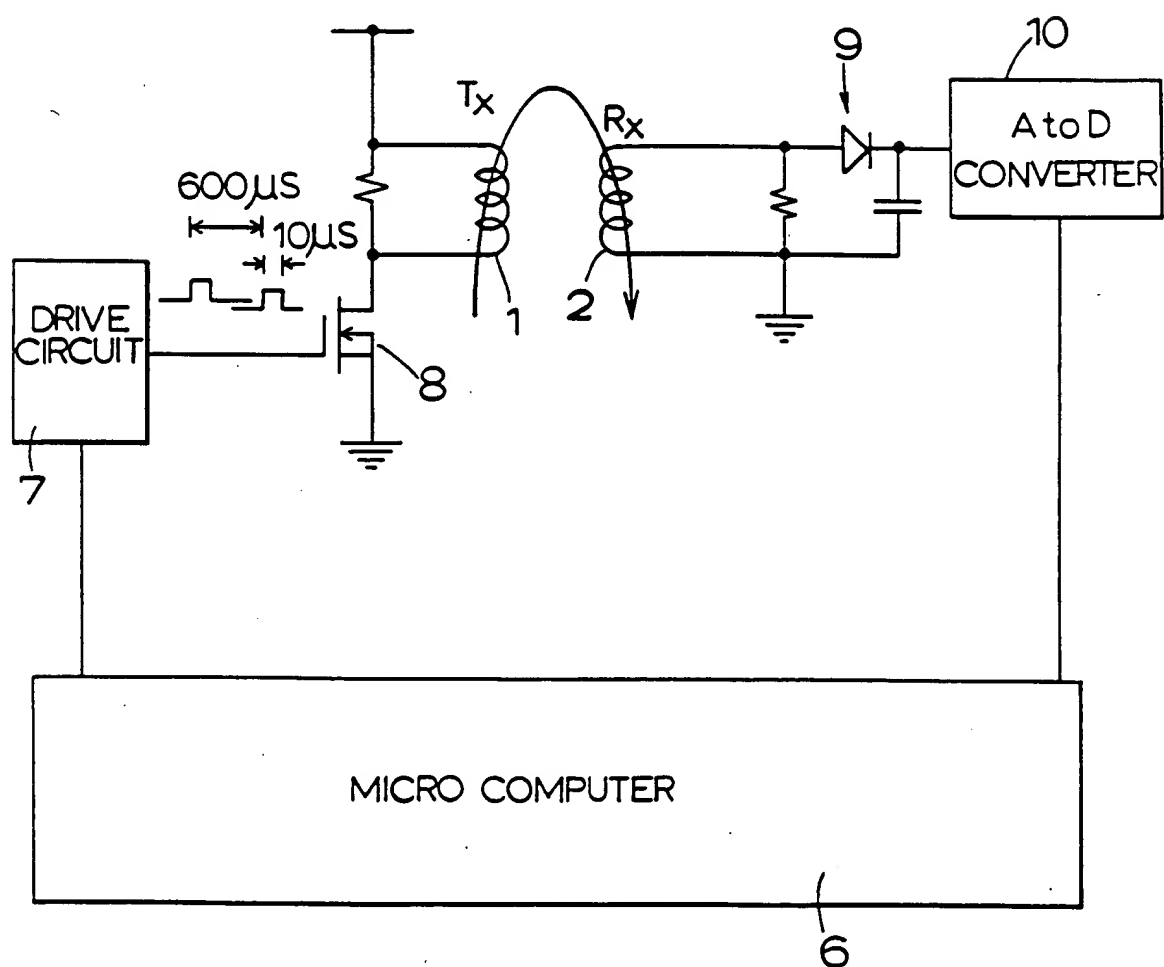 9
10
Tx
Rx
A to D
CONVERTER
600μS
10μS
DRIVE
CIRCUIT
1
2
8
7
MICRO COMPUTER
6